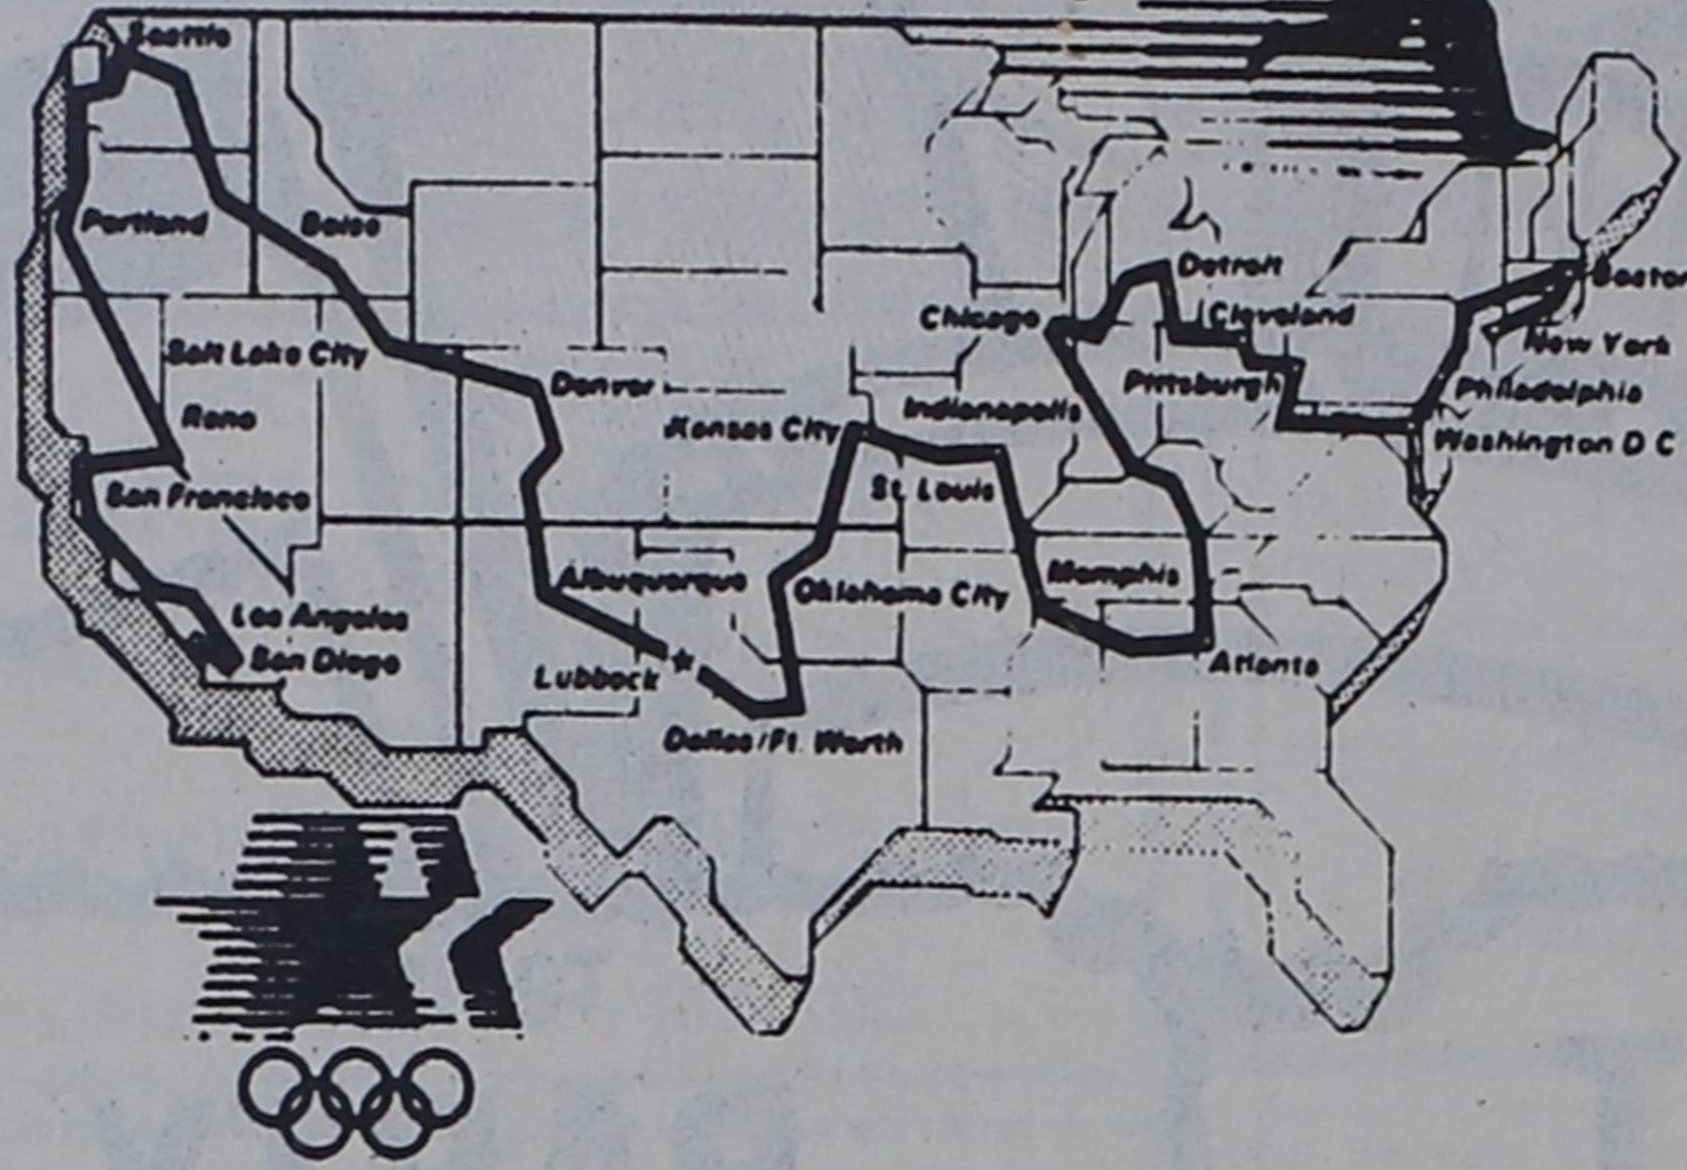 Seattle
Portland
Boise
Detroit
Boston
Chicago
Cleveland
New York
Salt Lake City
Denver
Pittsburgh
Philadelphia
Reno
Kansas City
Indianapolis
Washington D C
San Francisco
St. Louis
Albuquerque
Oklahoma City
Memphis
Los Angeles
San Diego
Lubbock
Atlanta
Dallas/Ft. Worth